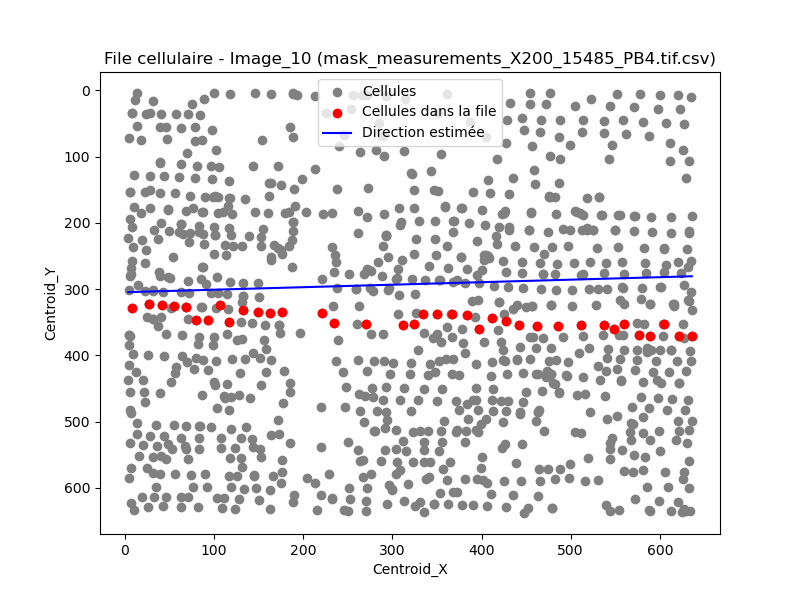 File cellulaire - Image_10 (mask_measurements_X200_15485_PB4.tif.csv)
Cellules
Cellules dans la file
Direction estimée
0
100
200
300
400
500
600
Centroid_Y
0 100 200 300 400 500 600
Centroid_X